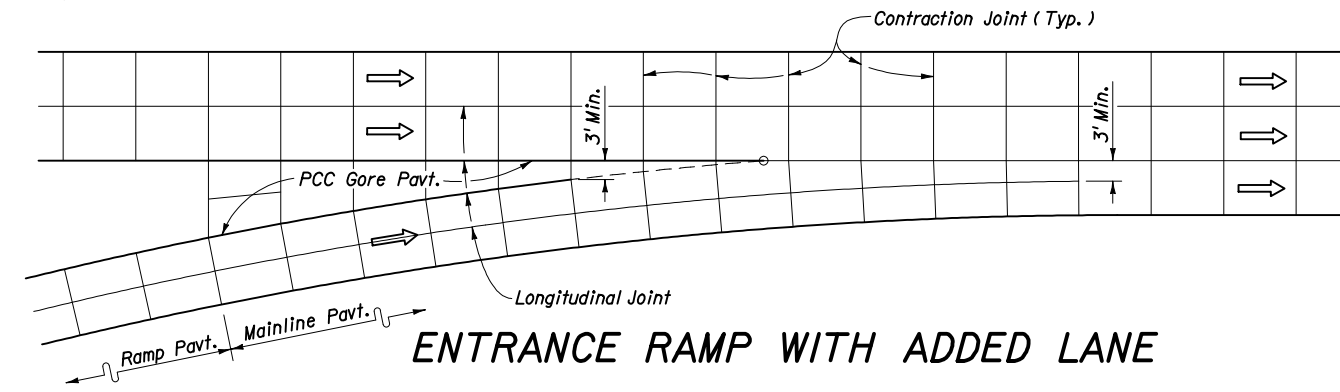 Contraction Joint ( Typ. )
3' Min.
3' Min.
PCC Gore Pavt.
Longitudinal Joint
Mainline Pavt.
Ramp Pavt.
ENTRANCE RAMP WITH ADDED LANE